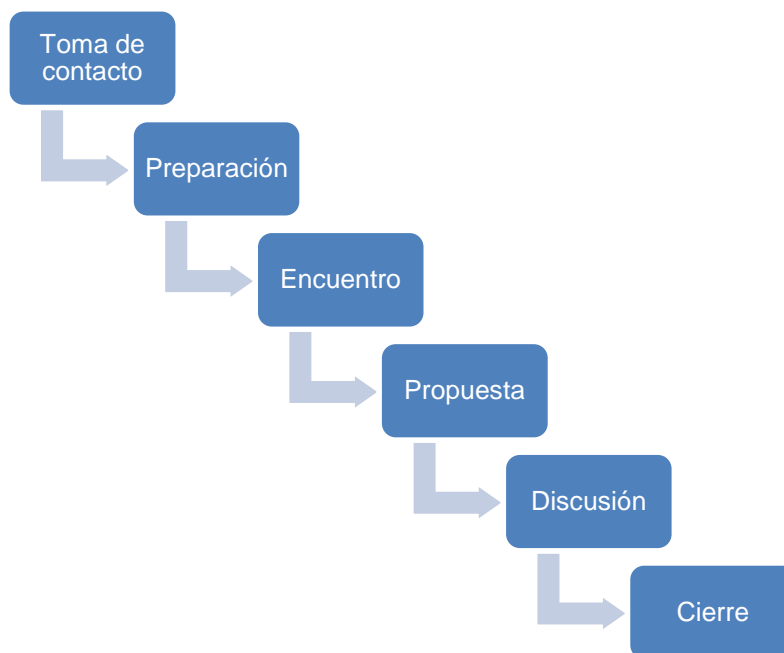 Toma de
contacto
Preparación
Encuentro
Propuesta
Discusión
Cierre